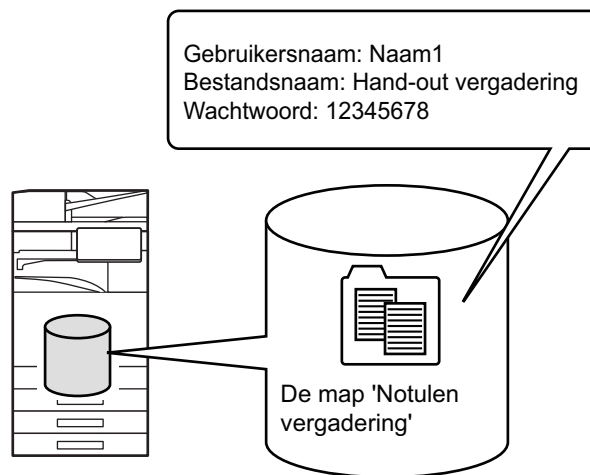 Gebruikersnaam: Naam1
Bestandsnaam: Hand-out vergadering
Wachtwoord: 12345678
De map 'Notulen
vergadering'